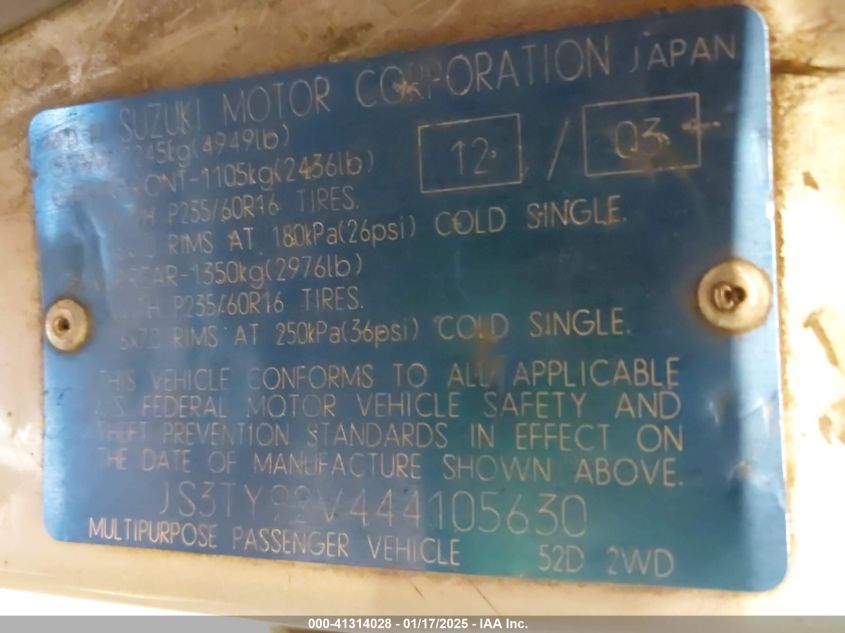 SUZUKI MOTOR CORPORATION JAPAN
(4949lb) 12 / 03
-1105kg(2436lb)
P235/60R16 TIRES.
RIMS AT 180kPa(26psi) COLD SINGLE.
-1350kg(2976lb)
P235/60R16 TIRES.
RIMS AT 250kPa(36psi) COLD SINGLE.
THIS VEHICLE CONFORMS TO ALL APPLICABLE
U.S FEDERAL MOTOR VEHICLE SAFETY AND
THEFT PREVENTION STANDARDS IN EFFECT ON
THE DATE OF MANUFACTURE SHOWN ABOVE.
JS3TY92V444105630
MULTIPURPOSE PASSENGER VEHICLE 52D 2WD
000-41314028 — 01/17/2025 - IAA Inc.